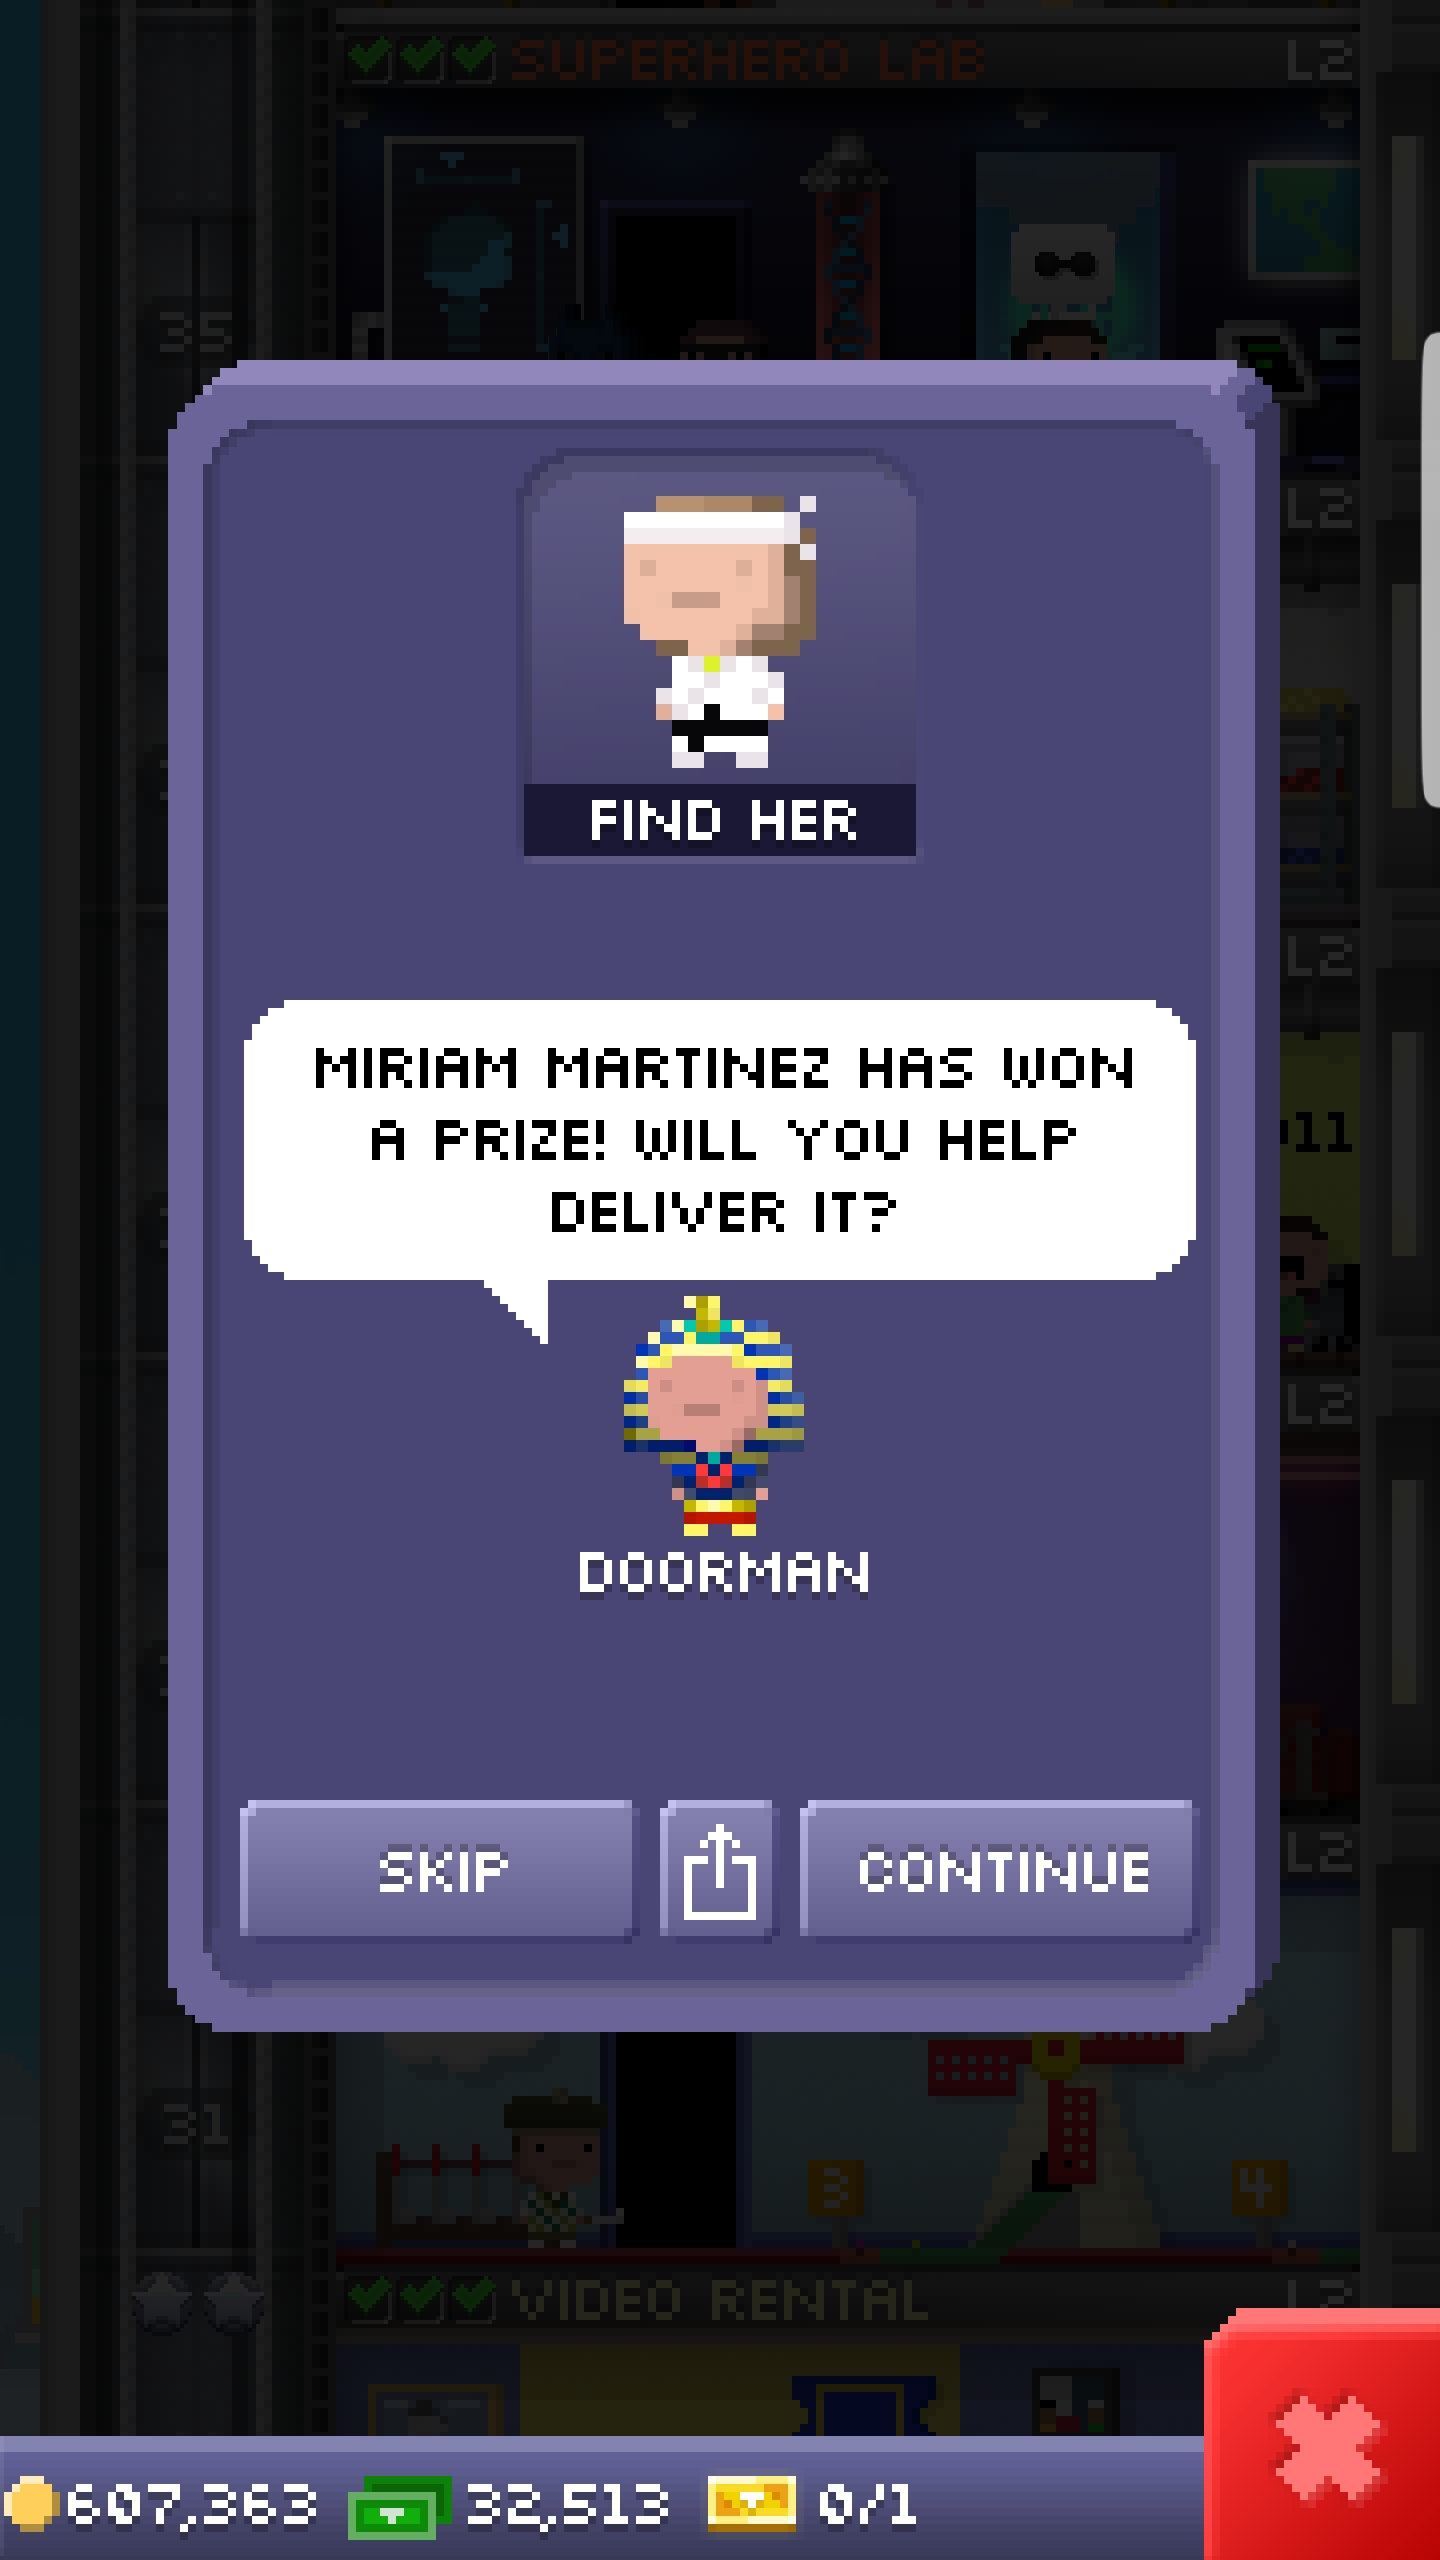 SUPERHERO LAB L2
35
L2
FIND HER
L2
MIRIAM MARTINEZ HAS WON
A PRIZE! WILL YOU HELP
DELIVER IT?
L2
DOORMAN
SKIP
CONTINUE
L2
31
3
4
VIDEO RENTAL L2
607,363 32,513 0/1